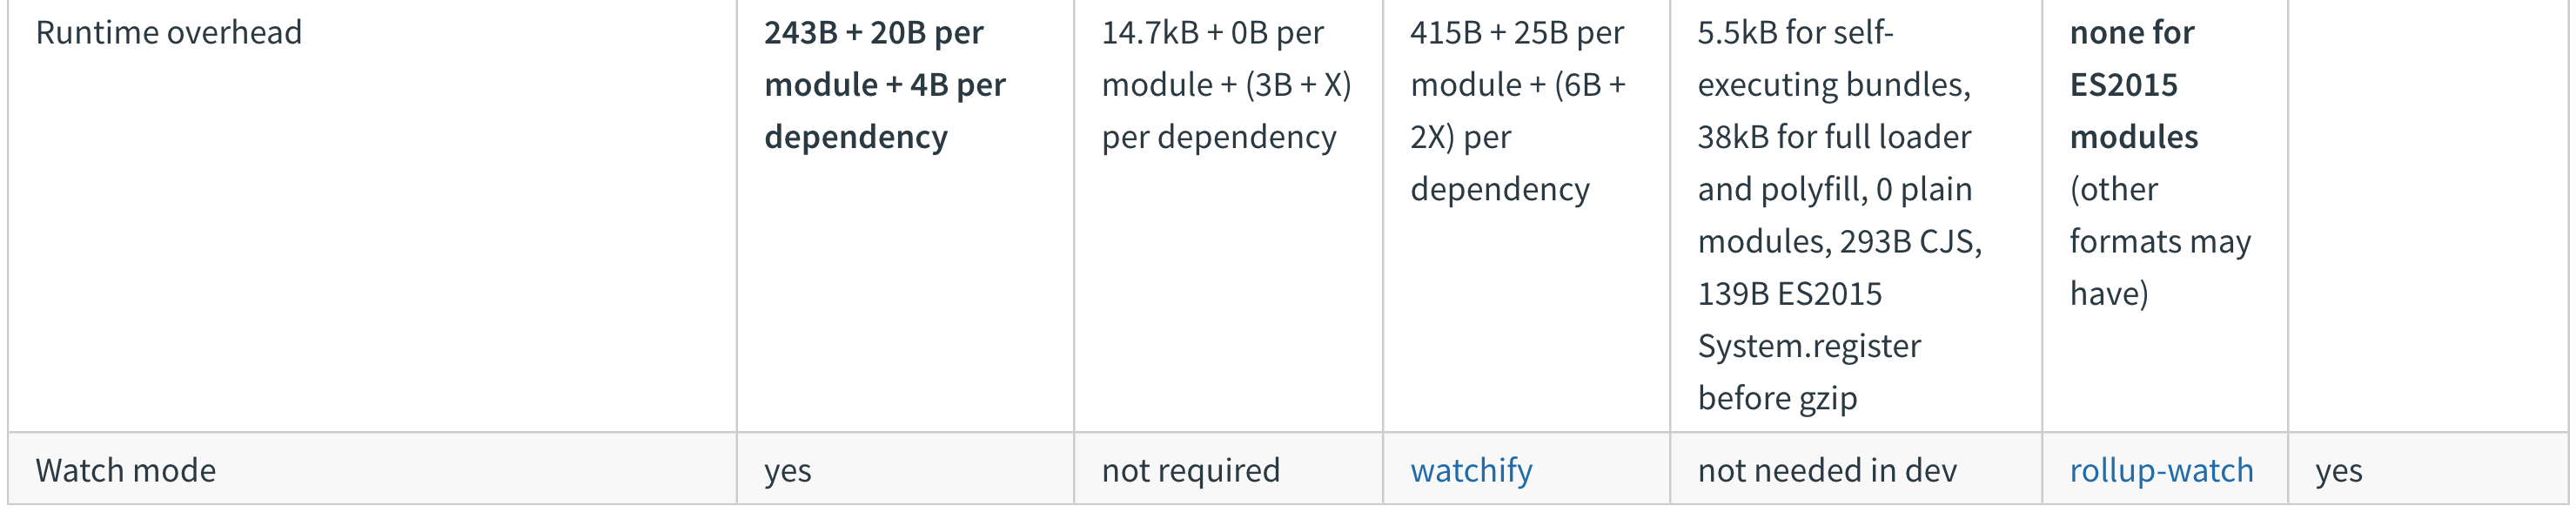 Runtime overhead
243B + 20B per
module + 4B per
dependency
14.7kB + 0B per
module + (3B + X)
per dependency
415B + 25B per
module + (6B +
2X) per
dependency
5.5kB for self-
executing bundles,
38kB for full loader
and polyfill, 0 plain
modules, 293B CJS,
139B ES2015
System.register
before gzip
none for
ES2015
modules
(other
formats may
have)
Watch mode
yes
not required
watchify
not needed in dev
rollup-watch
yes